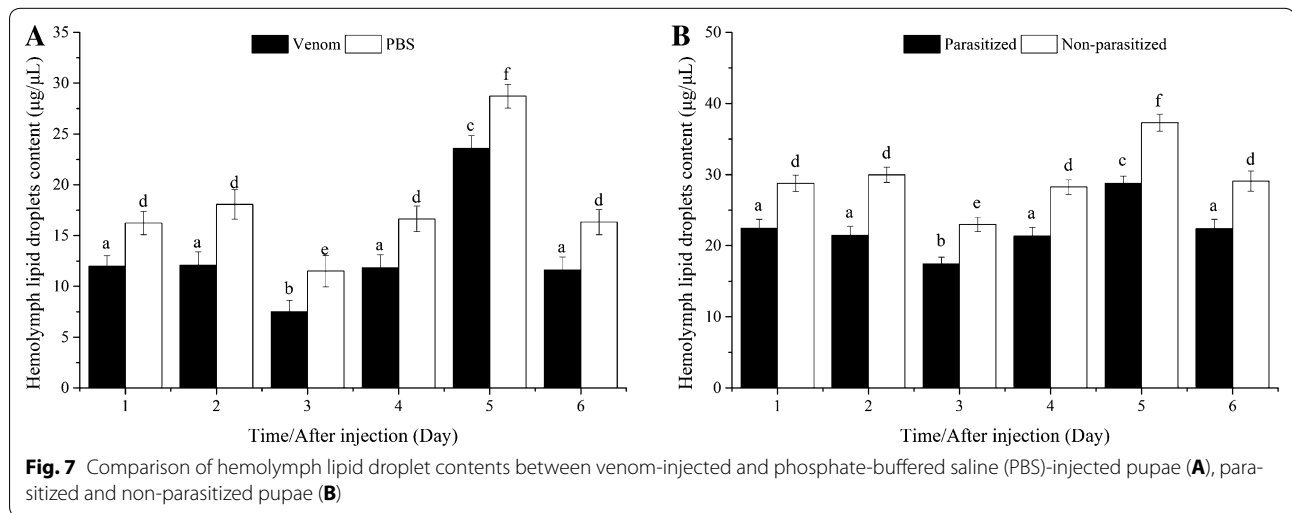 A
Venom PBS
Hemolymph lipid droplets content (µg/µL)
35
30
25
20
15
10
5
0
a d a d b e a d c f a d
1 2 3 4 5 6
Time/After injection (Day)
B
Parasitized Non-parasitized
Hemolymph lipid droplets content (µg/µL)
50
40
30
20
10
0
a d a d b e a d c f a d
1 2 3 4 5 6
Time/After injection (Day)
Fig. 7 Comparison of hemolymph lipid droplet contents between venom-injected and phosphate-buffered saline (PBS)-injected pupae (A), para-
sitized and non-parasitized pupae (B)